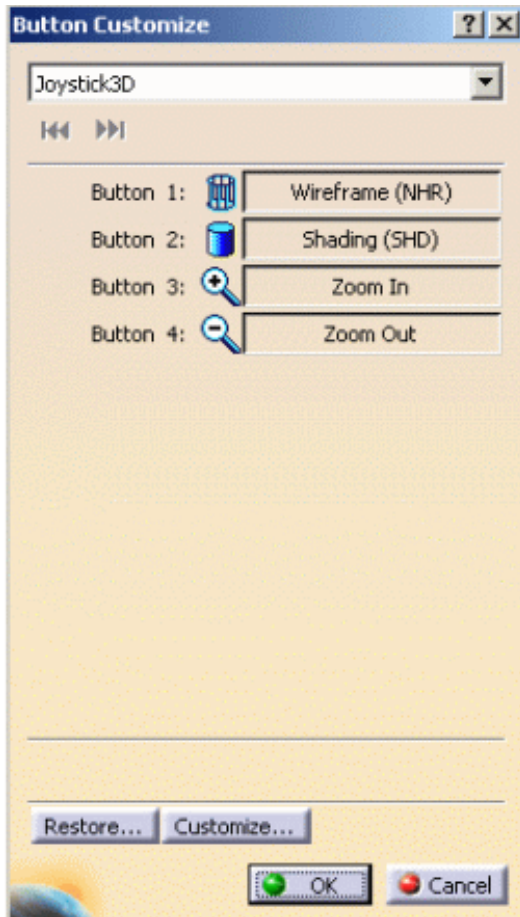 Button Customize
Joystick3D
Button 1: Wireframe (NHR)
Button 2: Shading (SHD)
Button 3: Zoom In
Button 4: Zoom Out
Restore... Customize...
OK Cancel